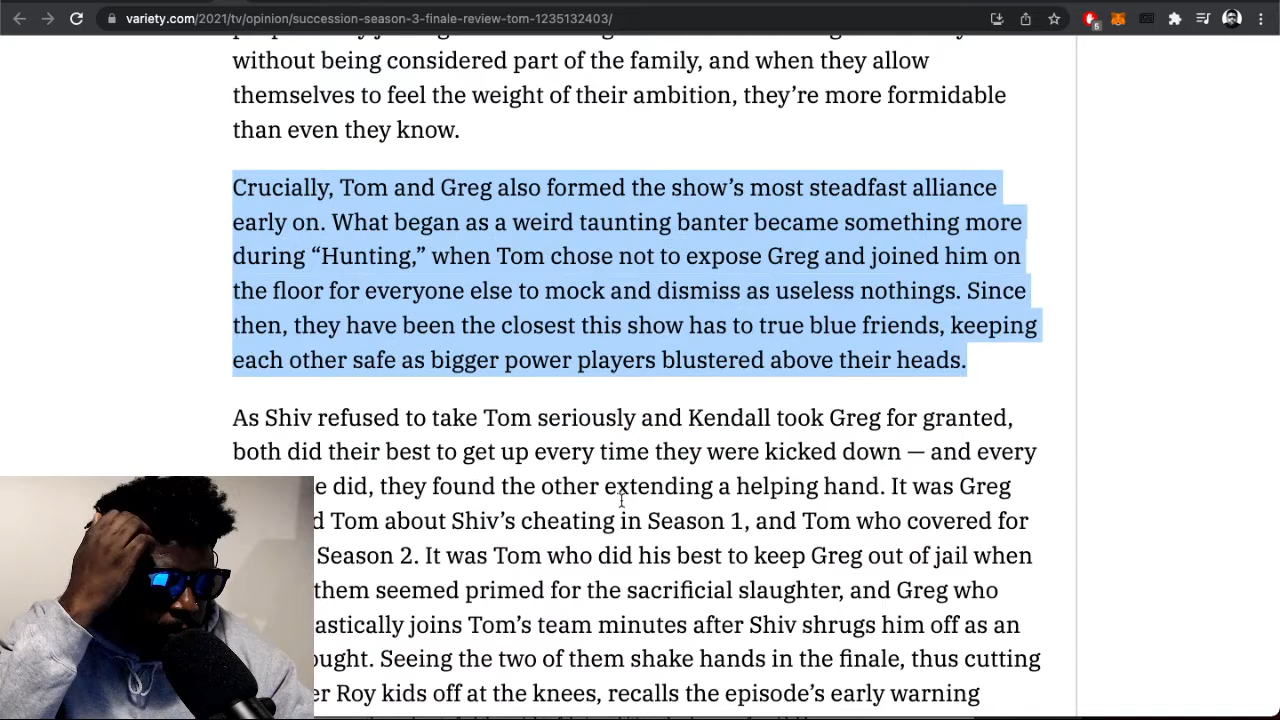 variety.com/2021/tv/opinion/succession-season-3-finale-review-tom-1235132403/
without being considered part of the family, and when they allow
themselves to feel the weight of their ambition, they’re more formidable
than even they know.
Crucially, Tom and Greg also formed the show’s most steadfast alliance
early on. What began as a weird taunting banter became something more
during “Hunting,” when Tom chose not to expose Greg and joined him on
the floor for everyone else to mock and dismiss as useless nothings. Since
then, they have been the closest this show has to true blue friends, keeping
each other safe as bigger power players blustered above their heads.
As Shiv refused to take Tom seriously and Kendall took Greg for granted,
both did their best to get up every time they were kicked down — and every
did, they found the other extending a helping hand. It was Greg
Tom about Shiv’s cheating in Season 1, and Tom who covered for
Season 2. It was Tom who did his best to keep Greg out of jail when
them seemed primed for the sacrificial slaughter, and Greg who
astically joins Tom’s team minutes after Shiv shrugs him off as an
ought. Seeing the two of them shake hands in the finale, thus cutting
er Roy kids off at the knees, recalls the episode’s early warning